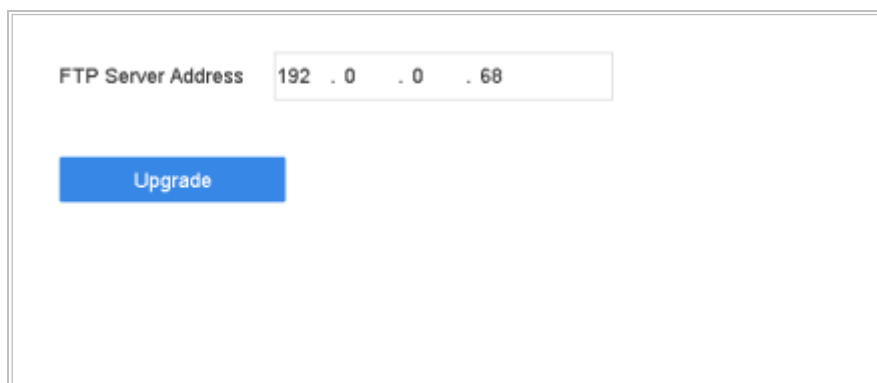 FTP Server Address 192 . 0 . 0 . 68
Upgrade